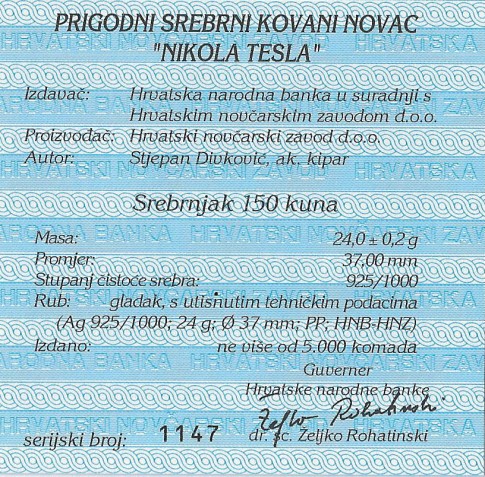 PRIGODNI SREBRNI KOVANI NOVAC
"NIKOLA TESLA"
Izdavač: Hrvatska narodna banka u suradnji s
Hrvatskim novčarskim zavodom d.o.o.
Proizvođač: Hrvatski novčarski zavod d.o.o.
Autor: Stjepan Divković, ak. kipar
Srebrnjak 150 kuna
Masa: 24,0 ± 0,2 g
Promjer: 37,00 mm
Stupanj čistoće srebra: 925/1000
Rub: gladak, s utisnutim tehničkim podacima
(Ag 925/1000; 24 g; Ø 37 mm; PP; HNB-HNZ)
Izdano: ne više od 5.000 komada
Guverner
Hrvatske narodne banke
Željko Rohatinski
serijski broj: 1147 dr. sc. Željko Rohatinski